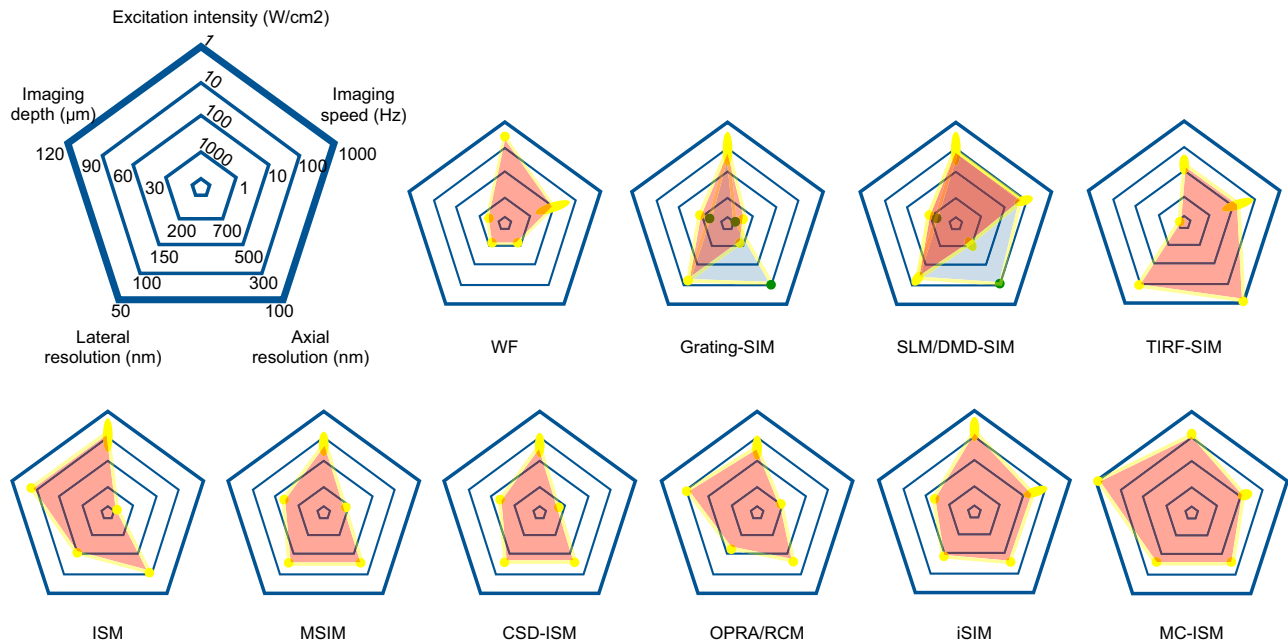 Excitation intensity (W/cm2)
1
Imaging
depth (µm)
10
Imaging
speed (Hz)
100
120
90
60
30
1000
1
10
100
1000
200
700
150
500
100
300
50
100
Lateral
resolution (nm)
Axial
resolution (nm)
WF
Grating-SIM
SLM/DMD-SIM
TIRF-SIM
ISM
MSIM
CSD-ISM
OPRA/RCM
iSIM
MC-ISM